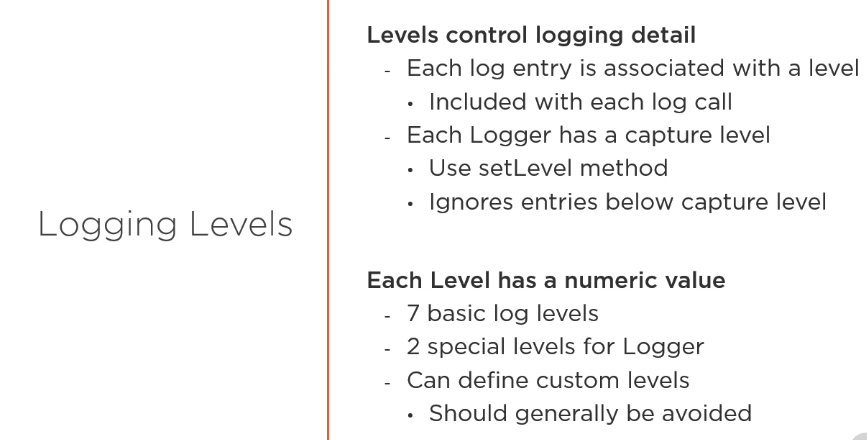 Logging Levels
Levels control logging detail
- Each log entry is associated with a level
• Included with each log call
- Each Logger has a capture level
• Use setLevel method
• Ignores entries below capture level
Each Level has a numeric value
- 7 basic log levels
- 2 special levels for Logger
- Can define custom levels
• Should generally be avoided